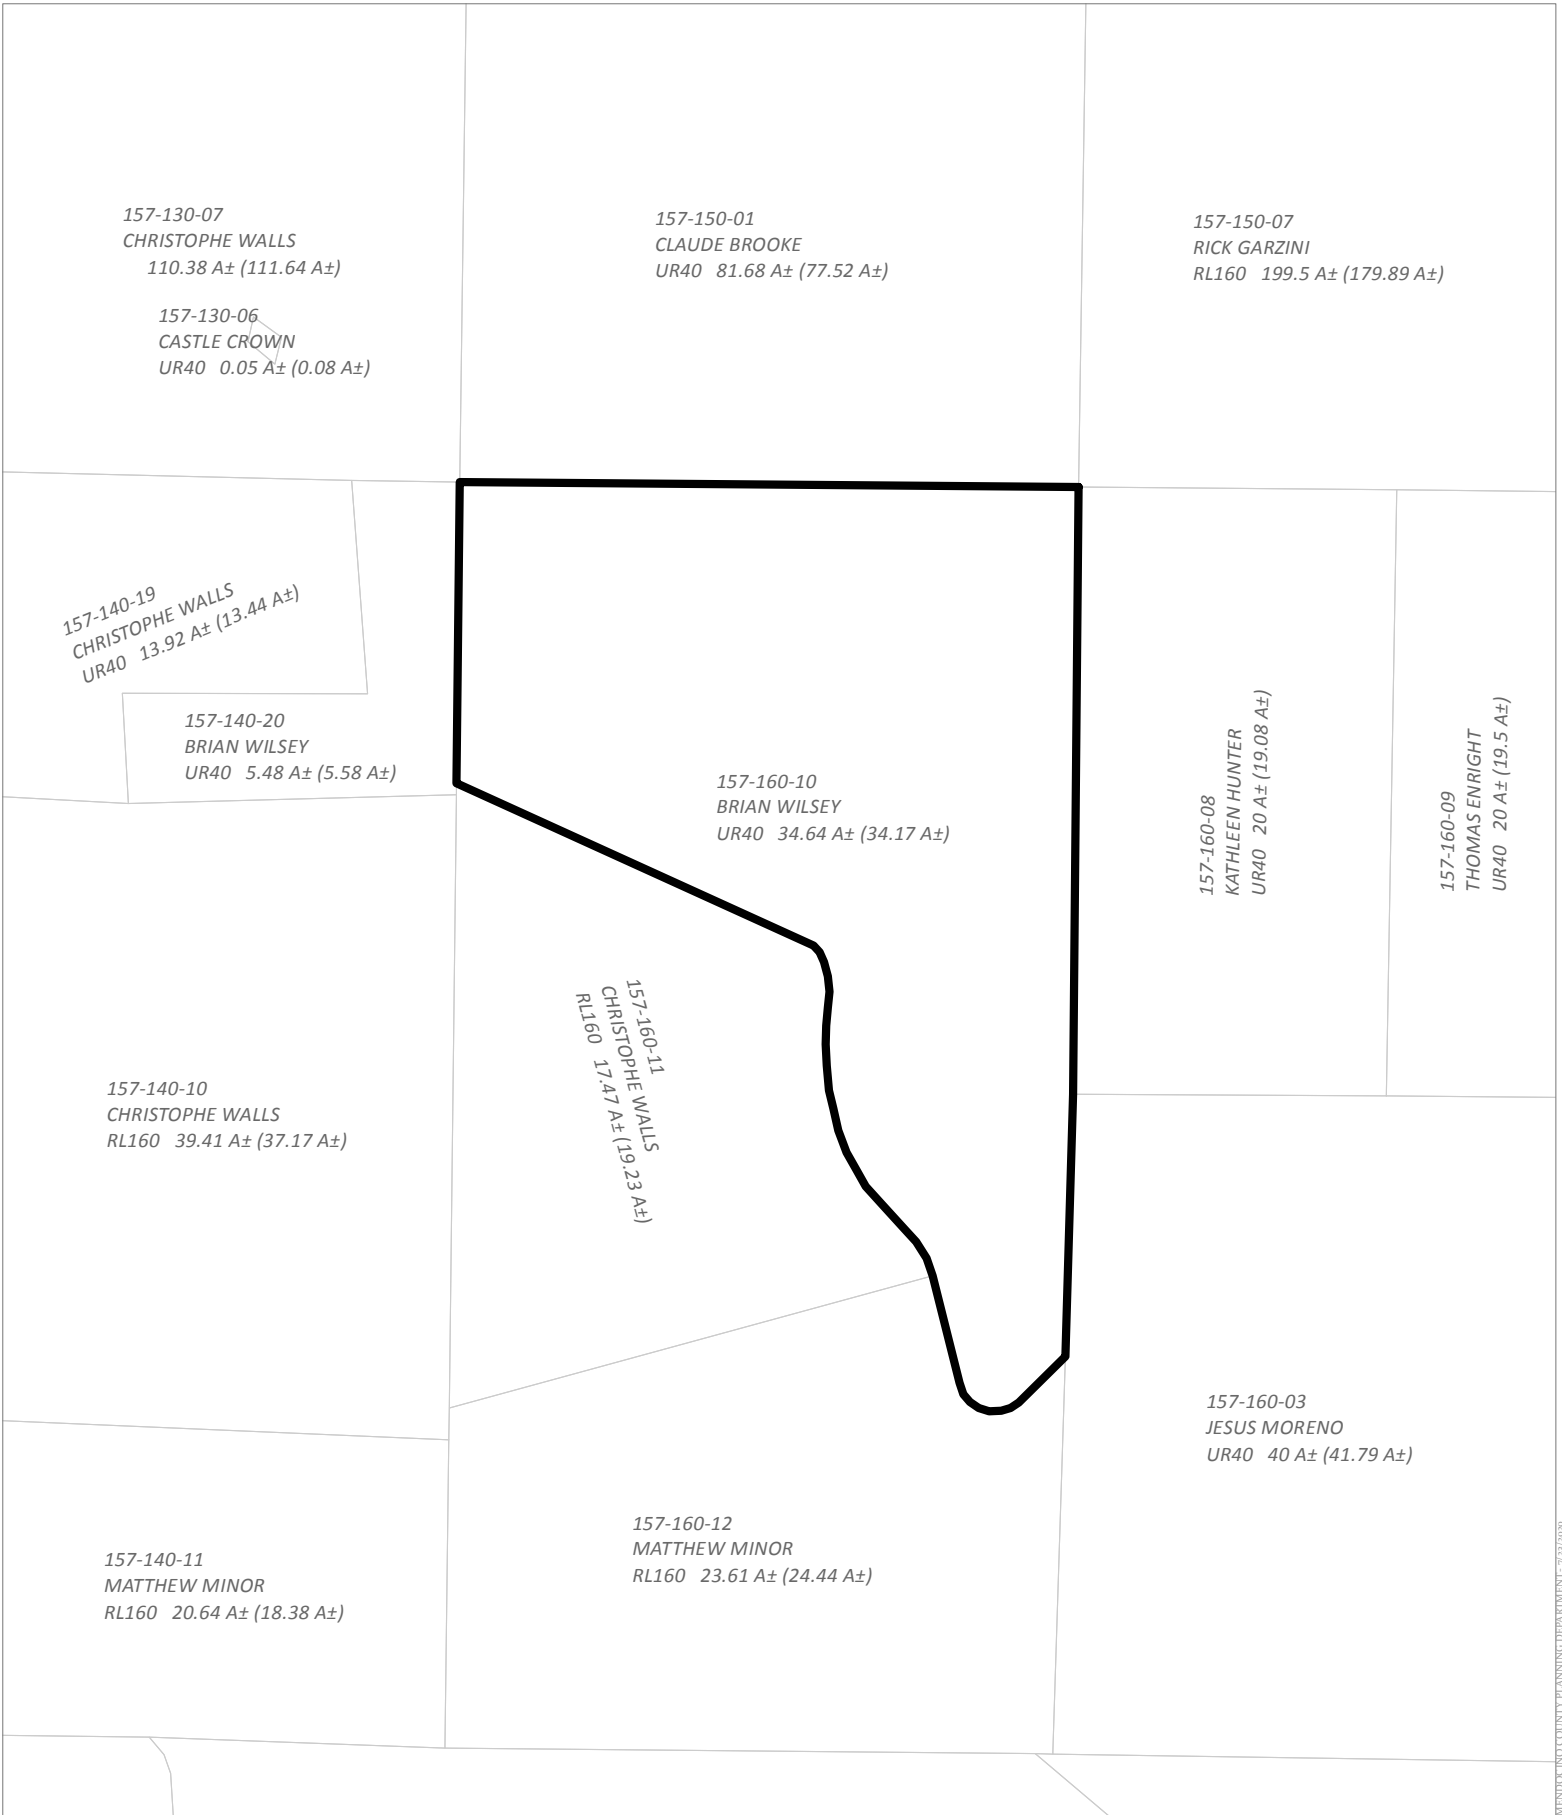 157-130-07
CHRISTOPHE WALLS
110.38 A± (111.64 A±)
157-130-06
CASTLE CROWN
UR40 0.05 A± (0.08 A±)
157-150-01
CLAUDE BROOKE
UR40 81.68 A± (77.52 A±)
157-150-07
RICK GARZINI
RL160 199.5 A± (179.89 A±)
157-140-19
CHRISTOPHE WALLS
UR40 13.92 A± (13.44 A±)
157-140-20
BRIAN WILSEY
UR40 5.48 A± (5.58 A±)
157-160-10
BRIAN WILSEY
UR40 34.64 A± (34.17 A±)
157-160-08
KATHLEEN HUNTER
UR40 20 A± (19.08 A±)
157-160-09
THOMAS ENRIGHT
UR40 20 A± (19.5 A±)
157-160-11
CHRISTOPHE WALLS
RL160 17.47 A± (19.23 A±)
157-140-10
CHRISTOPHE WALLS
RL160 39.41 A± (37.17 A±)
157-160-03
JESUS MORENO
UR40 40 A± (41.79 A±)
157-160-12
MATTHEW MINOR
RL160 23.61 A± (24.44 A±)
157-140-11
MATTHEW MINOR
RL160 20.64 A± (18.38 A±)
MENDOCINO COUNTY PLANNING DEPARTMENT - 7/23/2020